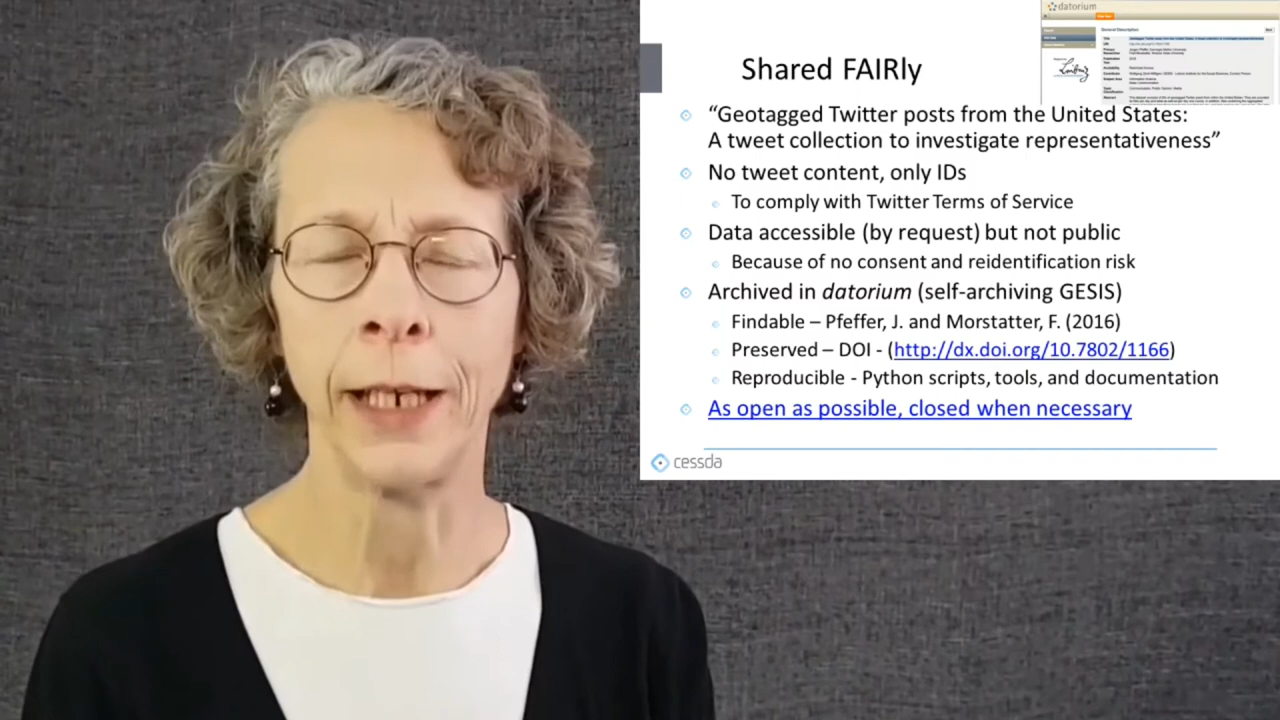 datorium
Shared FAIRly
General Description
“Geotagged Twitter posts from the United States:
A tweet collection to investigate representativeness”
No tweet content, only IDs
To comply with Twitter Terms of Service
Data accessible (by request) but not public
Because of no consent and reidentification risk
Archived in datorium (self-archiving GESIS)
Findable – Pfeffer, J. and Morstatter, F. (2016)
Preserved – DOI - (http://dx.doi.org/10.7802/1166)
Reproducible - Python scripts, tools, and documentation
As open as possible, closed when necessary
cessda